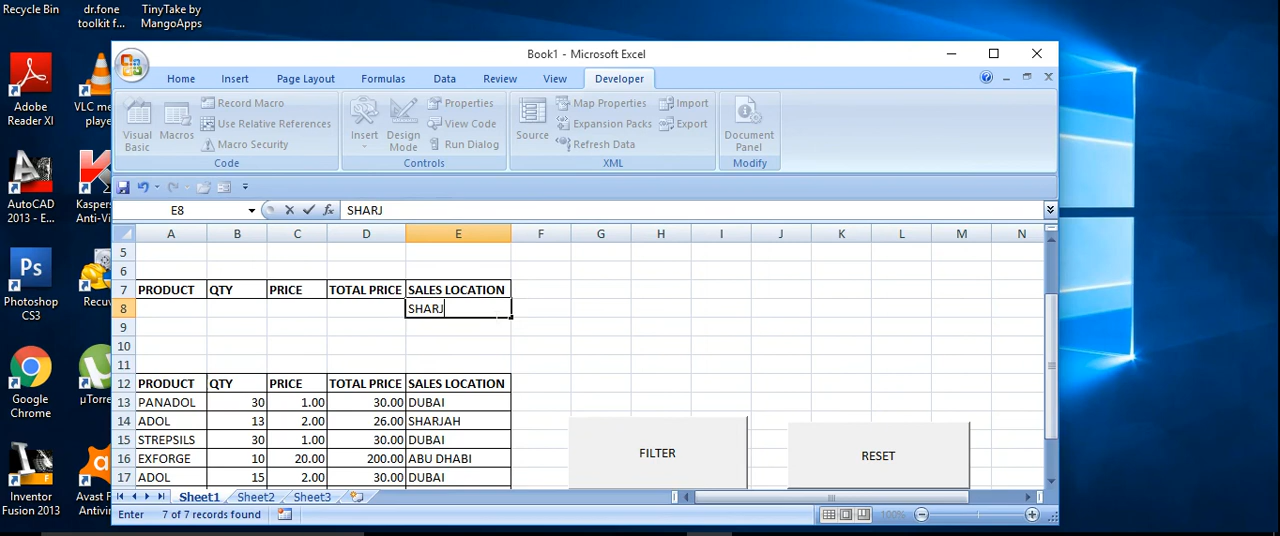 Recycle Bin
dr.fone
toolkit f...
TinyTake by
MangoApps
Adobe
Reader XI
VLC me
playe
AutoCAD
2013 - E...
Kaspers
Anti-Vi
Photoshop
CS3
Recuv
Google
Chrome
µTorre
Inventor
Fusion 2013
Avast F
Antivir
Book1 - Microsoft Excel
Home Insert Page Layout Formulas Data Review View Developer
Visual
Basic
Macros
Record Macro
Use Relative References
Macro Security
Code
Insert
Design
Mode
Properties
View Code
Run Dialog
Controls
Source
Map Properties
Expansion Packs
Refresh Data
Import
Export
XML
Document
Panel
Modify
E8 fx SHARJ
A B C D E F G H I J K L M N
5
6
7 PRODUCT QTY PRICE TOTAL PRICE SALES LOCATION
8 SHARJ
9
10
11
12 PRODUCT QTY PRICE TOTAL PRICE SALES LOCATION
13 PANADOL 30 1.00 30.00 DUBAI
14 ADOL 13 2.00 26.00 SHARJAH
15 STREPSILS 30 1.00 30.00 DUBAI
16 EXFORGE 10 20.00 200.00 ABU DHABI
17 ADOL 15 2.00 30.00 DUBAI
FILTER
RESET
Sheet1 Sheet2 Sheet3
Enter 7 of 7 records found 100%